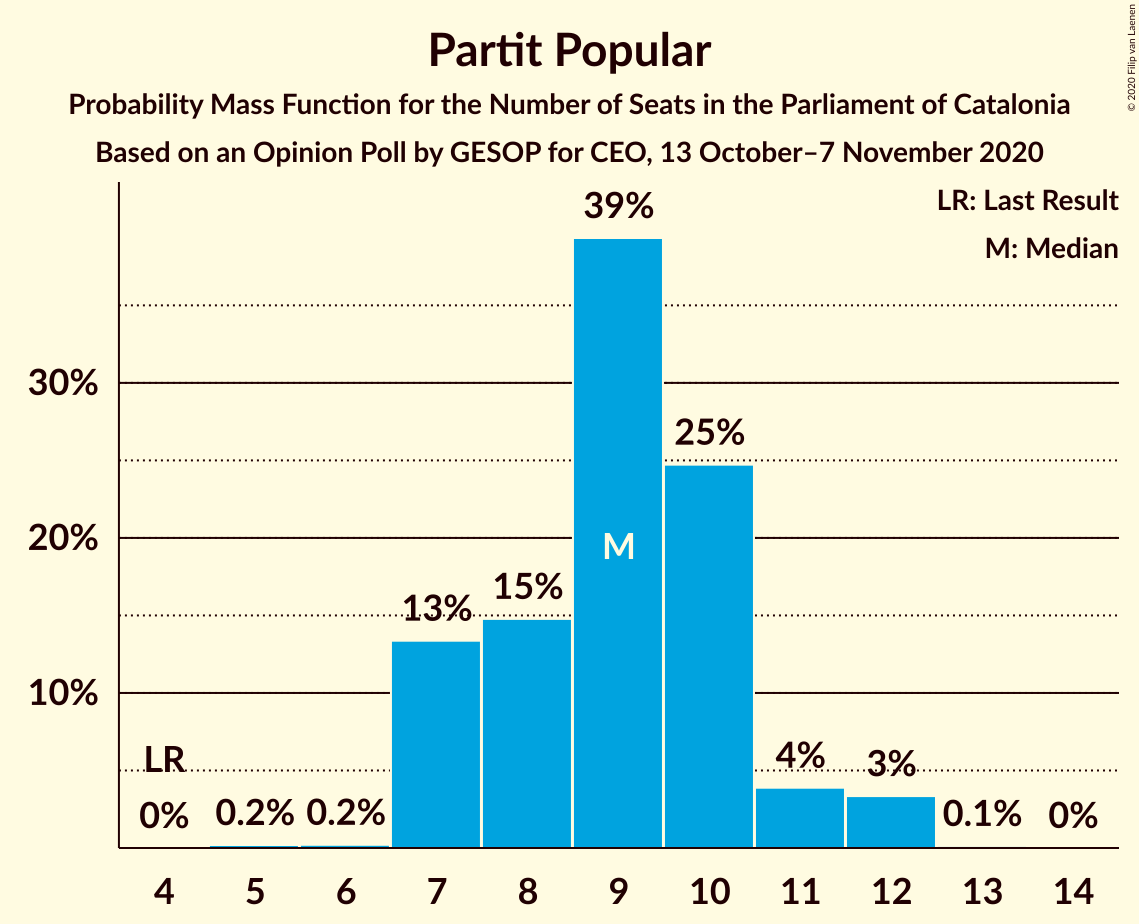 Partit Popular
Probability Mass Function for the Number of Seats in the Parliament of Catalonia
Based on an Opinion Poll by GESOP for CEO, 13 October–7 November 2020
© 2020 Filip van Laenen
LR: Last Result
M: Median
39%
30%
25%
20%
M
15%
13%
10%
LR
4%
3%
0%
0.2%
0.2%
0.1%
0%
4 5 6 7 8 9 10 11 12 13 14